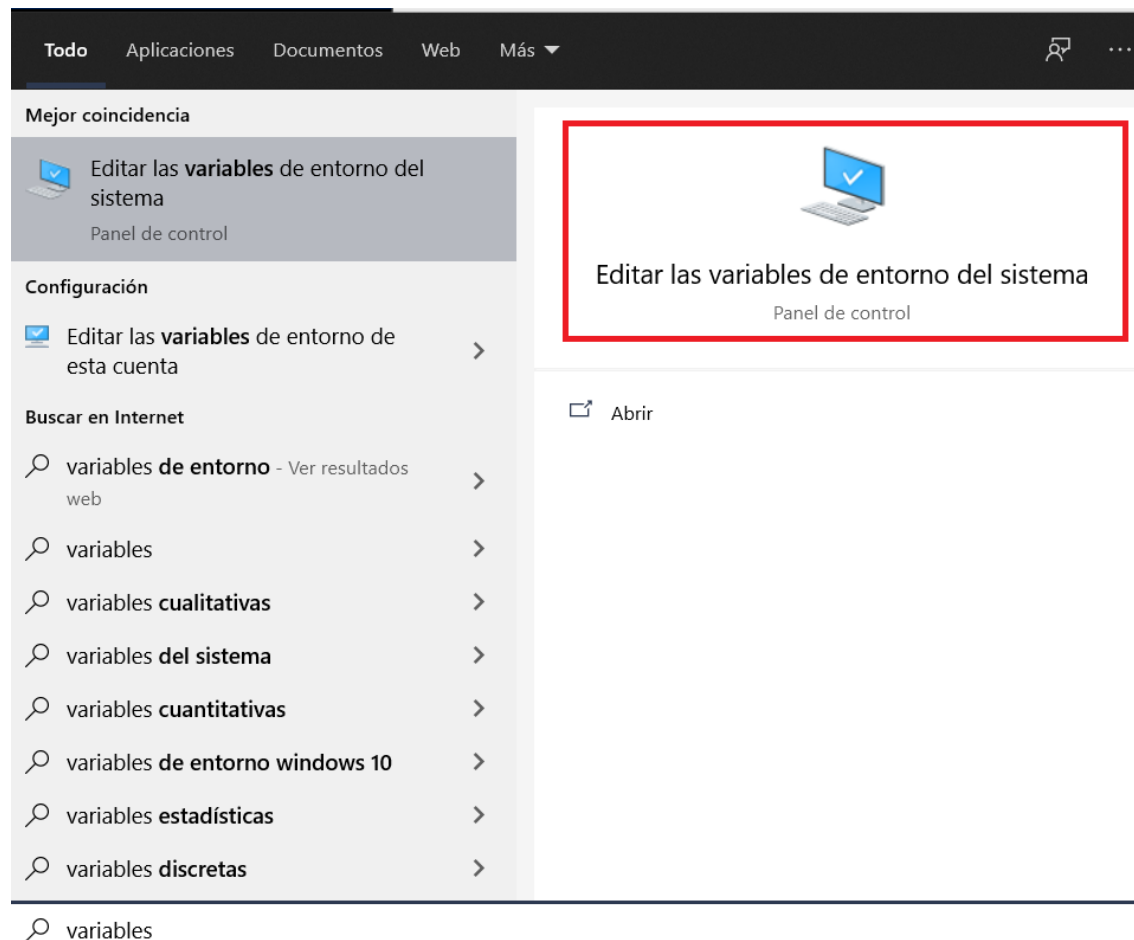 Todo Aplicaciones Documentos Web Más
Mejor coincidencia
Editar las variables de entorno del
sistema
Panel de control
Configuración
Editar las variables de entorno de
esta cuenta
Buscar en Internet
variables de entorno - Ver resultados
web
variables
variables cualitativas
variables del sistema
variables cuantitativas
variables de entorno windows 10
variables estadísticas
variables discretas
variables
Editar las variables de entorno del sistema
Panel de control
Abrir